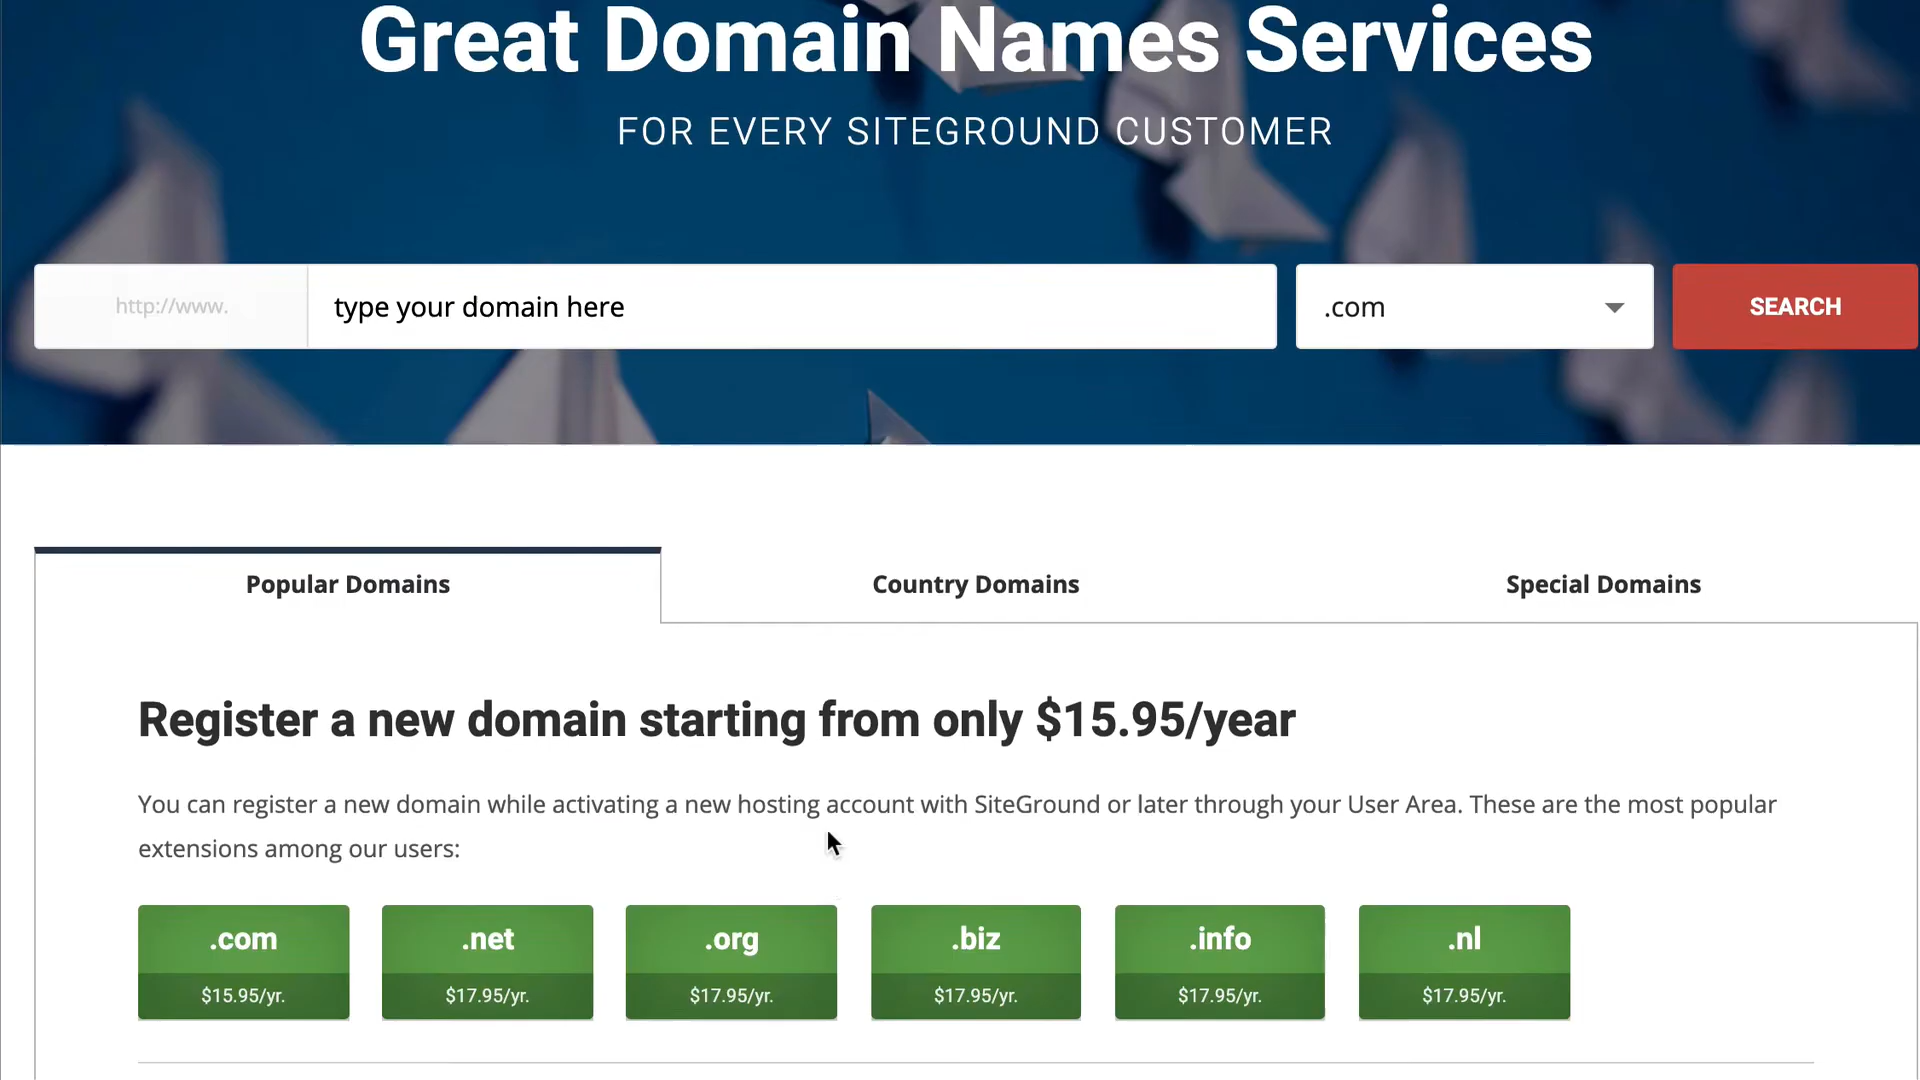 Great Domain Names Services
FOR EVERY SITEGROUND CUSTOMER
http://www.
type your domain here
.com
SEARCH
Popular Domains
Country Domains
Special Domains
Register a new domain starting from only $15.95/year
You can register a new domain while activating a new hosting account with SiteGround or later through your User Area. These are the most popular
extensions among our users:
.com
$15.95/yr.
.net
$17.95/yr.
.org
$17.95/yr.
.biz
$17.95/yr.
.info
$17.95/yr.
.nl
$17.95/yr.